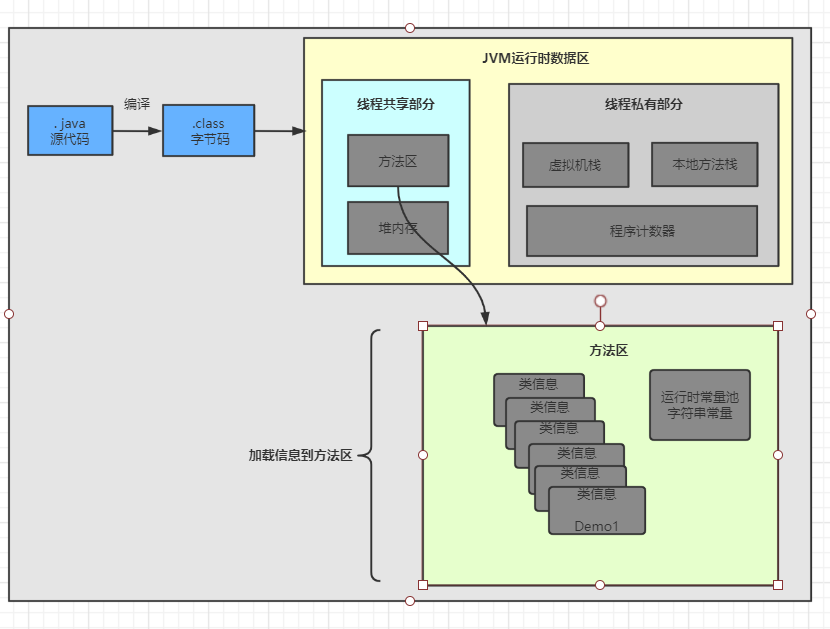 JVM运行时数据区
线程共享部分
线程私有部分
编译
. java
源代码
.class
字节码
方法区
堆内存
虚拟机栈
本地方法栈
程序计数器
方法区
类信息
类信息
类信息
类信息
类信息
类信息
Demo1
运行时常量池
字符串常量
加载信息到方法区